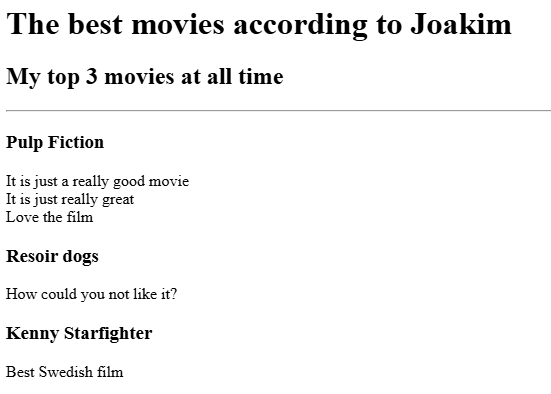 The best movies according to Joakim
My top 3 movies at all time
Pulp Fiction
It is just a really good movie
It is just really great
Love the film
Resoir dogs
How could you not like it?
Kenny Starfighter
Best Swedish film